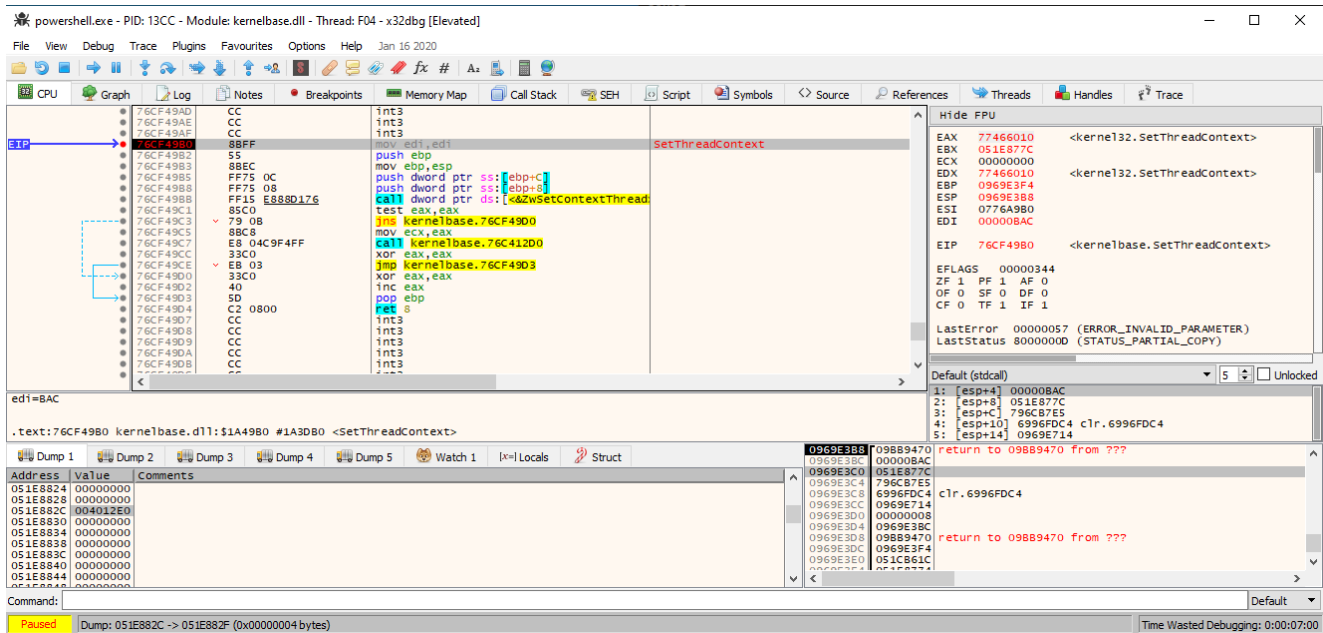 powershell.exe - PID: 13CC - Module: kernelbase.dll - Thread: F04 - x32dbg [Elevated]
File View Debug Trace Plugins Favourites Options Help Jan 16 2020
CPU Graph Log Notes Breakpoints Memory Map Call Stack SEH Script Symbols Source References Threads Handles Trace
76CF49AD CC int3
76CF49AE CC int3
76CF49AF CC int3
EIP 76CF49B0 8BFF mov edi,edi SetThreadContext
76CF49B2 55 push ebp
76CF49B3 8BEC mov ebp,esp
76CF49B5 FF75 0C push dword ptr ss:[ebp+C]
76CF49B8 FF75 08 push dword ptr ss:[ebp+8]
76CF49BB FF15 E888D176 call dword ptr ds:[<&ZwSetContextThread
76CF49C1 85C0 test eax,eax
76CF49C3 79 0B jns kernelbase.76CF49D0
76CF49C5 8BC8 mov ecx,eax
76CF49C7 E8 04C9F4FF call kernelbase.76C412D0
76CF49CC 33C0 xor eax,eax
76CF49CE EB 03 jmp kernelbase.76CF49D3
76CF49D0 33C0 xor eax,eax
76CF49D2 40 inc eax
76CF49D3 5D pop ebp
76CF49D4 C2 0800 ret 8
76CF49D7 CC int3
76CF49D8 CC int3
76CF49D9 CC int3
76CF49DA CC int3
76CF49DB CC int3
Hide FPU
EAX 77466010 <kernel32.SetThreadContext>
EBX 051E877C
ECX 00000000
EDX 77466010 <kernel32.SetThreadContext>
EBP 0969E3F4
ESP 0969E3B8
ESI 0776A9B0
EDI 00000BAC
EIP 76CF49B0 <kernelbase.SetThreadContext>
EFLAGS 00000344
ZF 1 PF 1 AF 0
OF 0 SF 0 DF 0
CF 0 TF 1 IF 1
LastError 00000057 (ERROR_INVALID_PARAMETER)
LastStatus 8000000D (STATUS_PARTIAL_COPY)
Default (stdcall) 5 Unlocked
1: [esp+4] 00000BAC
2: [esp+8] 051E877C
3: [esp+C] 796CB7E5
4: [esp+10] 6996FDC4 clr.6996FDC4
5: [esp+14] 0969E714
edi=BAC
.text:76CF49B0 kernelbase.dll:$1A49B0 #1A3DB0 <SetThreadContext>
Dump 1 Dump 2 Dump 3 Dump 4 Dump 5 Watch 1 [x=] Locals Struct
Address Value Comments
051E8824 00000000
051E8828 00000000
051E882C 004012E0
051E8830 00000000
051E8834 00000000
051E8838 00000000
051E883C 00000000
051E8840 00000000
051E8844 00000000
0969E3B8 09BB9470 return to 09BB9470 from ???
0969E3BC 00000BAC
0969E3C0 051E877C
0969E3C4 796CB7E5
0969E3C8 6996FDC4 clr.6996FDC4
0969E3CC 0969E714
0969E3D0 00000008
0969E3D4 0969E3BC
0969E3D8 09BB9470 return to 09BB9470 from ???
0969E3DC 0969E3F4
0969E3E0 051CB61C
Command: Default
Paused Dump: 051E882C -> 051E882F (0x00000004 bytes) Time Wasted Debugging: 0:00:07:00